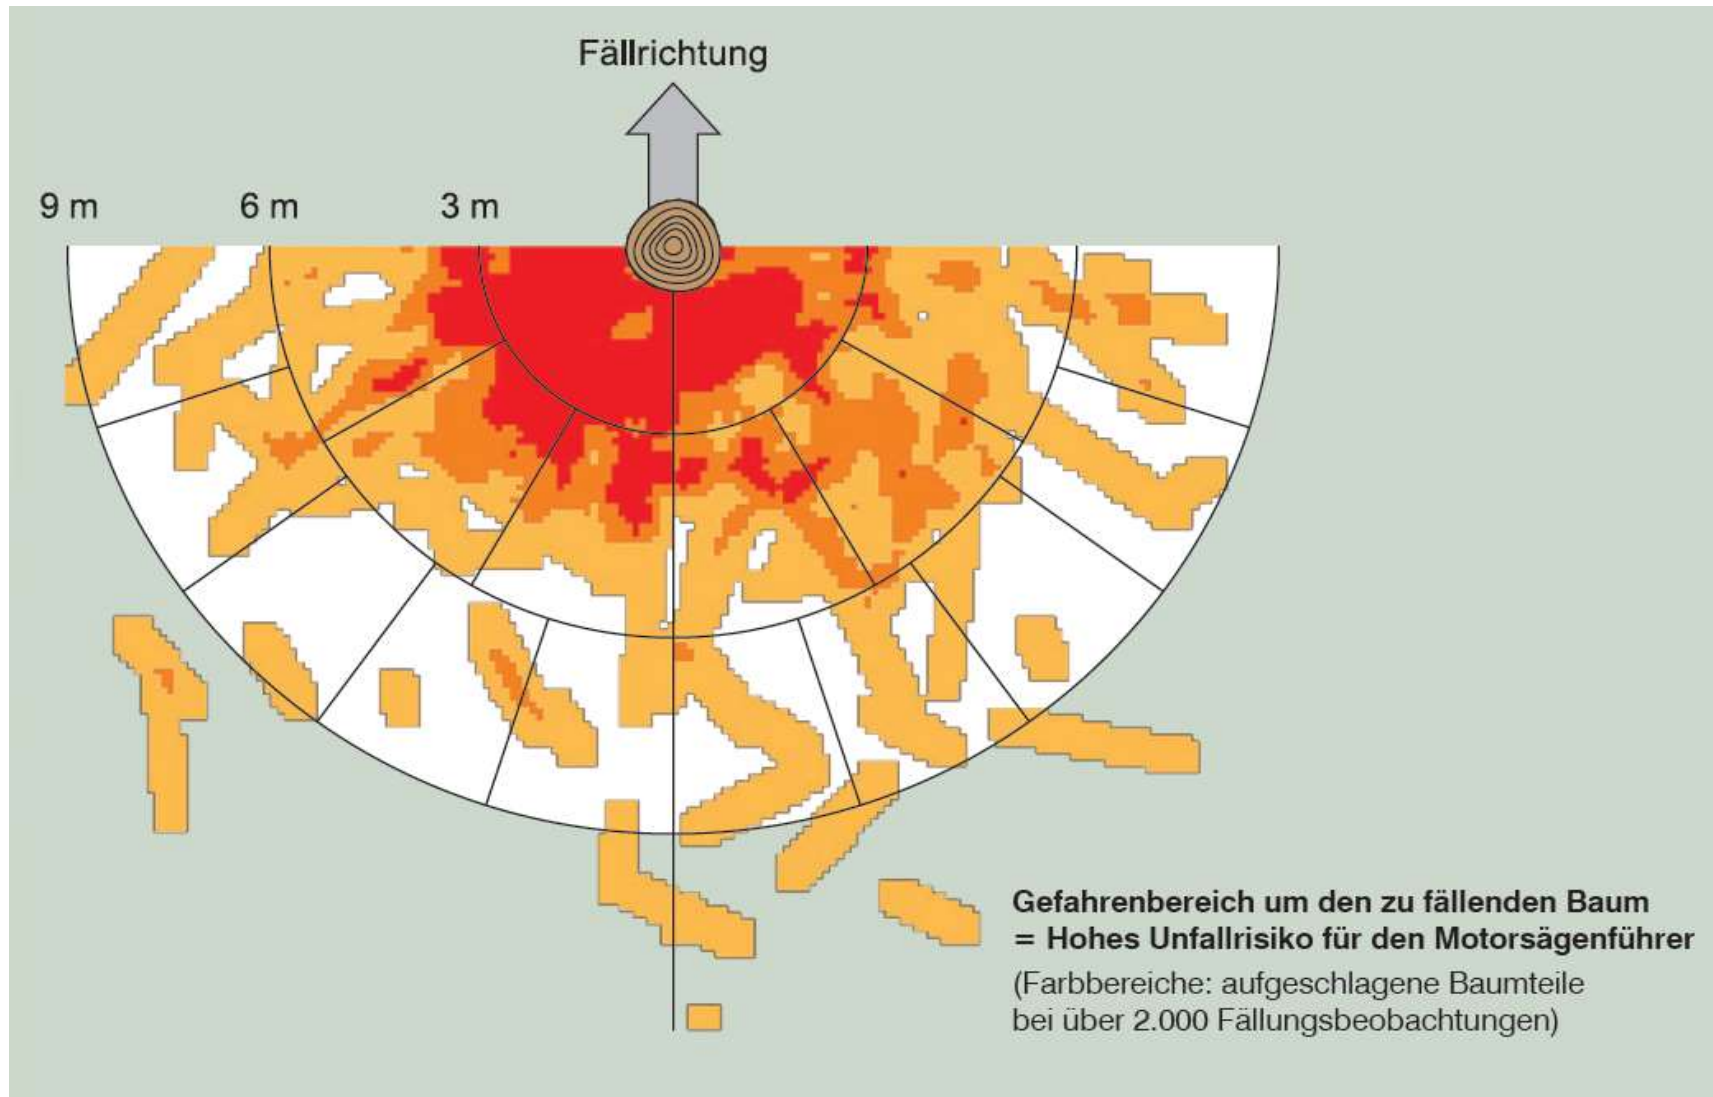 Fällrichtung
9 m
6 m
3 m
Gefahrenbereich um den zu fällenden Baum
= Hohes Unfallrisiko für den Motorsägenführer
(Farbbereiche: aufgeschlagene Baumteile
bei über 2.000 Fällungsbeobachtungen)